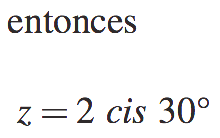 entonces
z = 2 cis 30°